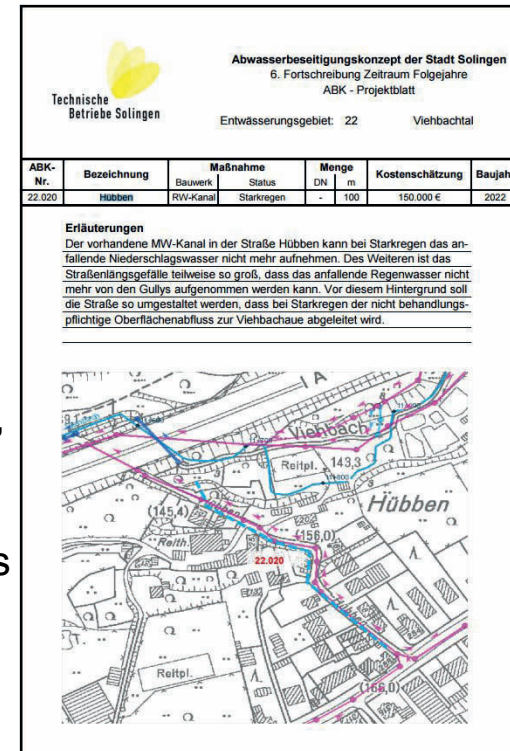 Technische
Betriebe Solingen
Abwasserbeseitigungskonzept der Stadt Solingen
6. Fortschreibung Zeitraum Folgejahre
ABK - Projektblatt
Entwässerungsgebiet: 22 Viehbachtal
ABK-Nr. Bezeichnung Maßnahme Menge Kostenschätzung Baujah
Bauwerk Status DN m
22.020 Hübben RW-Kanal Starkregen - 100 150.000 € 2022
Erläuterungen
Der vorhandene MW-Kanal in der Straße Hübben kann bei Starkregen das an-
fallende Niederschlagswasser nicht mehr aufnehmen. Des Weiteren ist das
Straßenlängsgefälle teilweise so groß, dass das anfallende Regenwasser nicht
mehr von den Gullys aufgenommen werden kann. Vor diesem Hintergrund soll
die Straße so umgestaltet werden, dass bei Starkregen der nicht behandlungs-
pflichtige Oberflächenabfluss zur Viehbachaue abgeleitet wird.
,
s
Viehbach
Reitpl. 143,3
Hübben
(145,4)
Hübben
Reith.
(156,0)
22.020
Hübben
Reitpl.
(166,0)